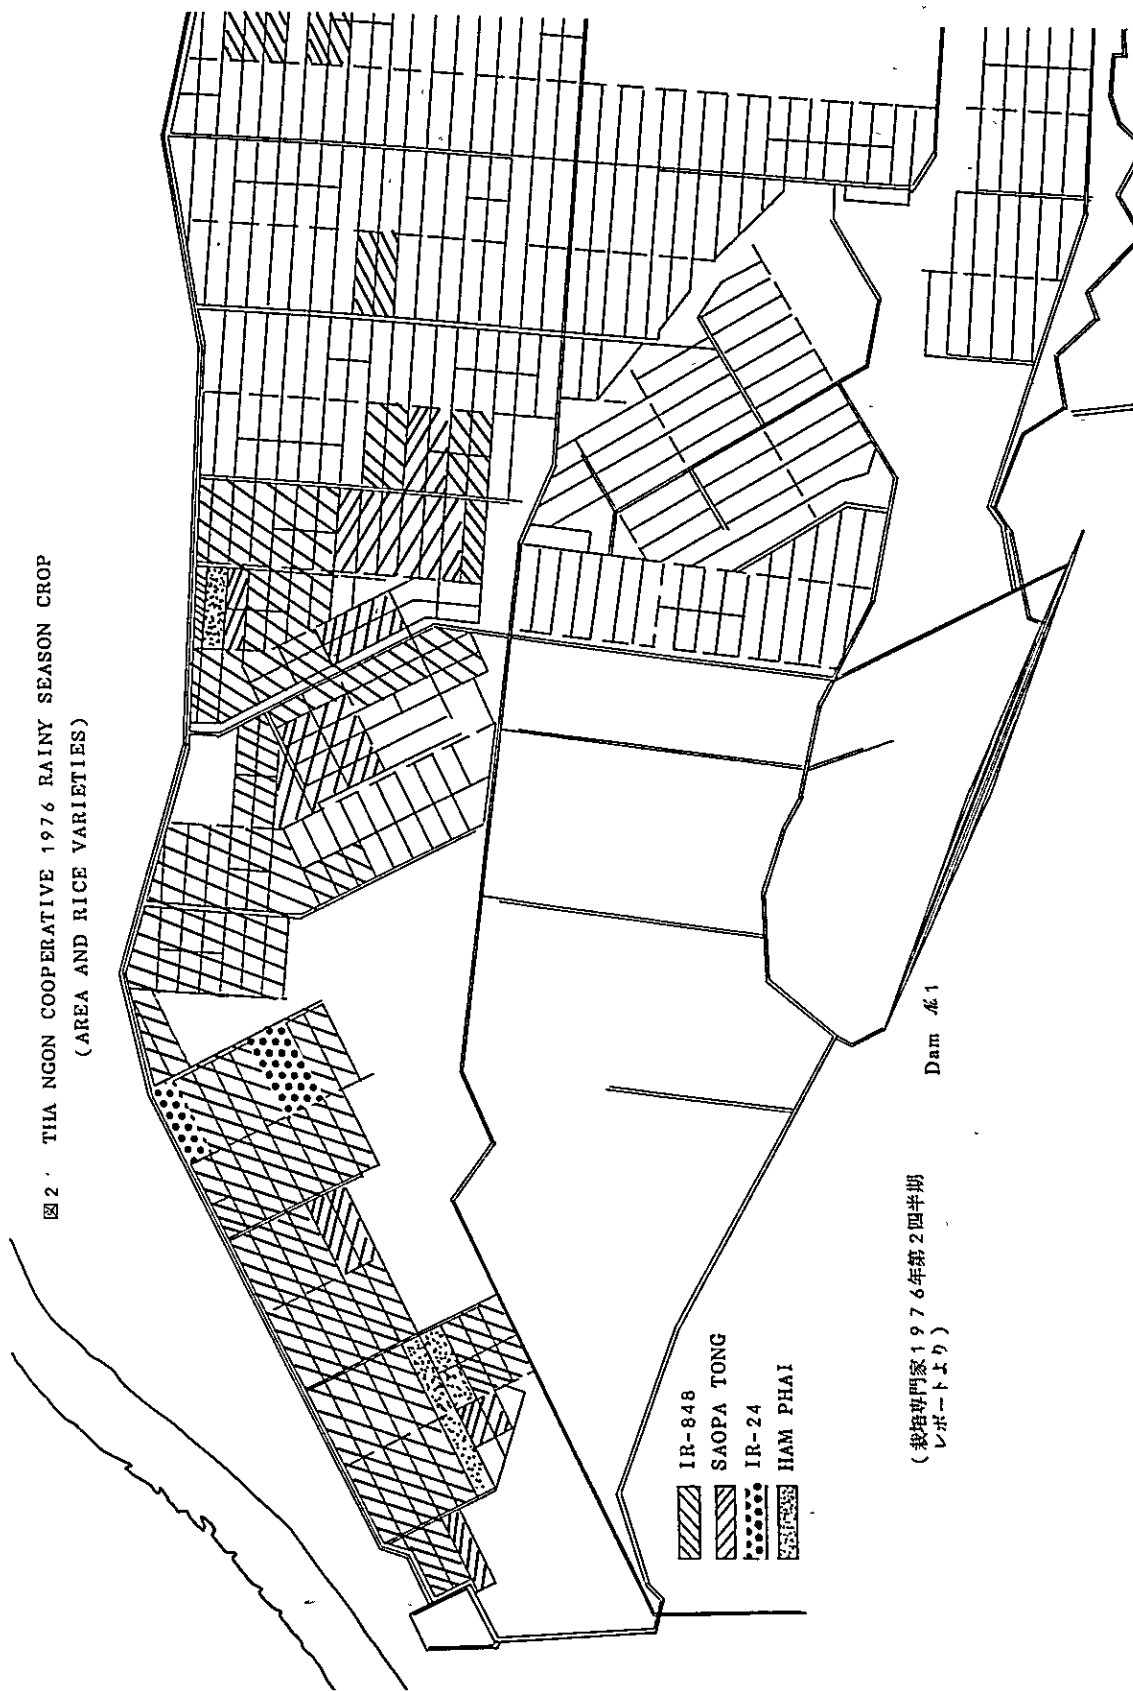 図2 THA NGON COOPERATIVE 1976 RAINY SEASON CROP
(AREA AND RICE VARIETIES)
IR-848
SAOPA TONG
IR-24
HAM PHAI
Dam №1
(栽培専門家1976年第2四半期
レポートより)